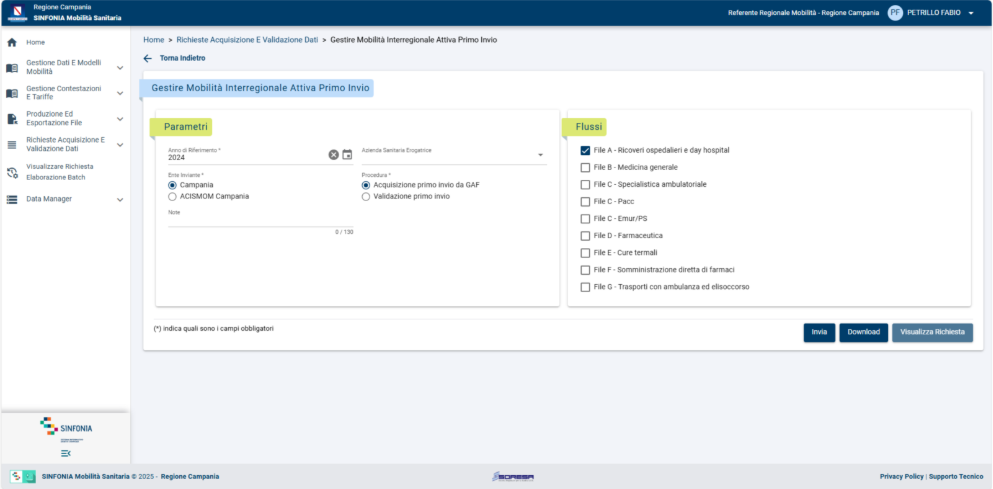 Regione Campania
SINFONIA Mobilità Sanitaria
Referente Regionale Mobilità - Regione Campania
PF
PETRILLO FABIO
Home
Gestione Dati E Modelli
Mobilità
Gestione Contestazioni
E Tariffe
Produzione Ed
Esportazione File
Richieste Acquisizione E
Validazione Dati
Visualizzare Richiesta
Elaborazione Batch
Data Manager
Home > Richieste Acquisizione E Validazione Dati > Gestire Mobilità Interregionale Attiva Primo Invio
Torna Indietro
Gestire Mobilità Interregionale Attiva Primo Invio
Parametri
Anno di Riferimento *
2024
Azienda Sanitaria Erogatrice
Ente Inviante *
Campania
ACISMOM Campania
Procedura *
Acquisizione primo invio da GAF
Validazione primo invio
Note
0 / 130
Flussi
File A - Ricoveri ospedalieri e day hospital
File B - Medicina generale
File C - Specialistica ambulatoriale
File C - Pacc
File C - Emur/PS
File D - Farmaceutica
File E - Cure termali
File F - Somministrazione diretta di farmaci
File G - Trasporti con ambulanza ed elisoccorso
(*) indica quali sono i campi obbligatori
Invia
Download
Visualizza Richiesta
SINFONIA
SINFONIA Mobilità Sanitaria © 2025 - Regione Campania
SORESA
Privacy Policy | Supporto Tecnico